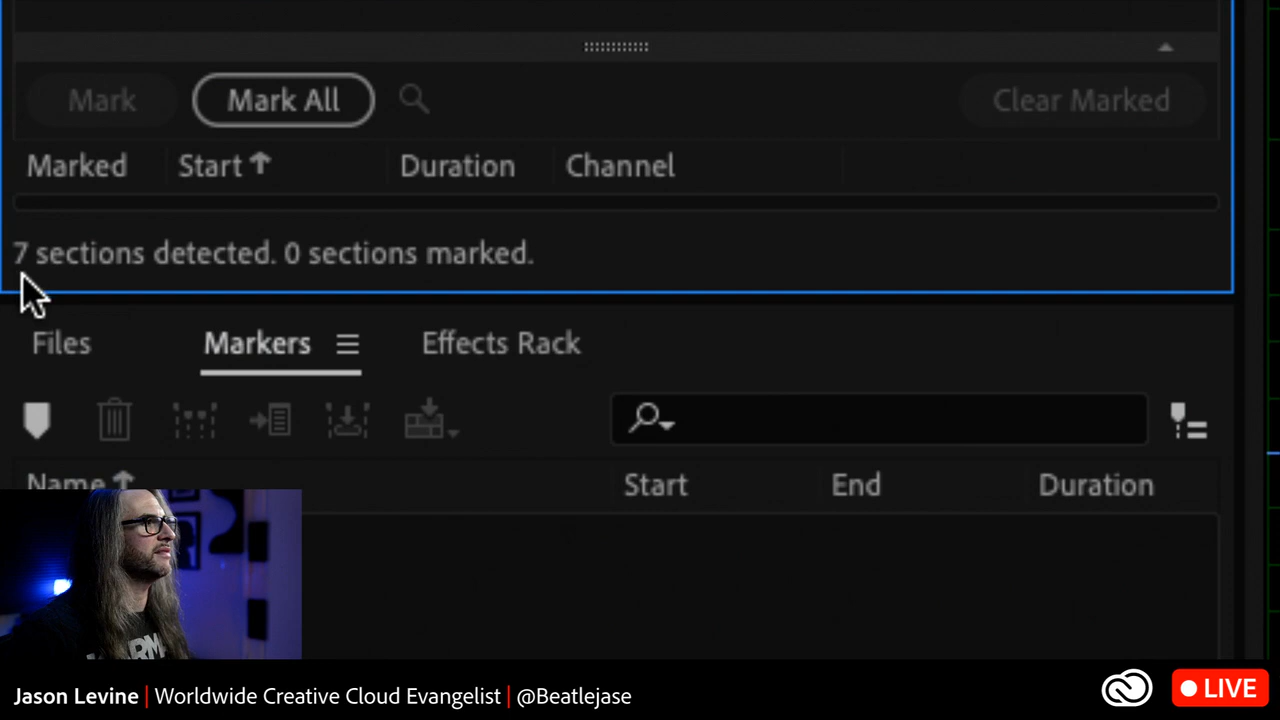 Mark Mark All Clear Marked
Marked Start Duration Channel
7 sections detected. 0 sections marked.
Files Markers Effects Rack
Name Start End Duration
Jason Levine | Worldwide Creative Cloud Evangelist | @Beatlejase LIVE